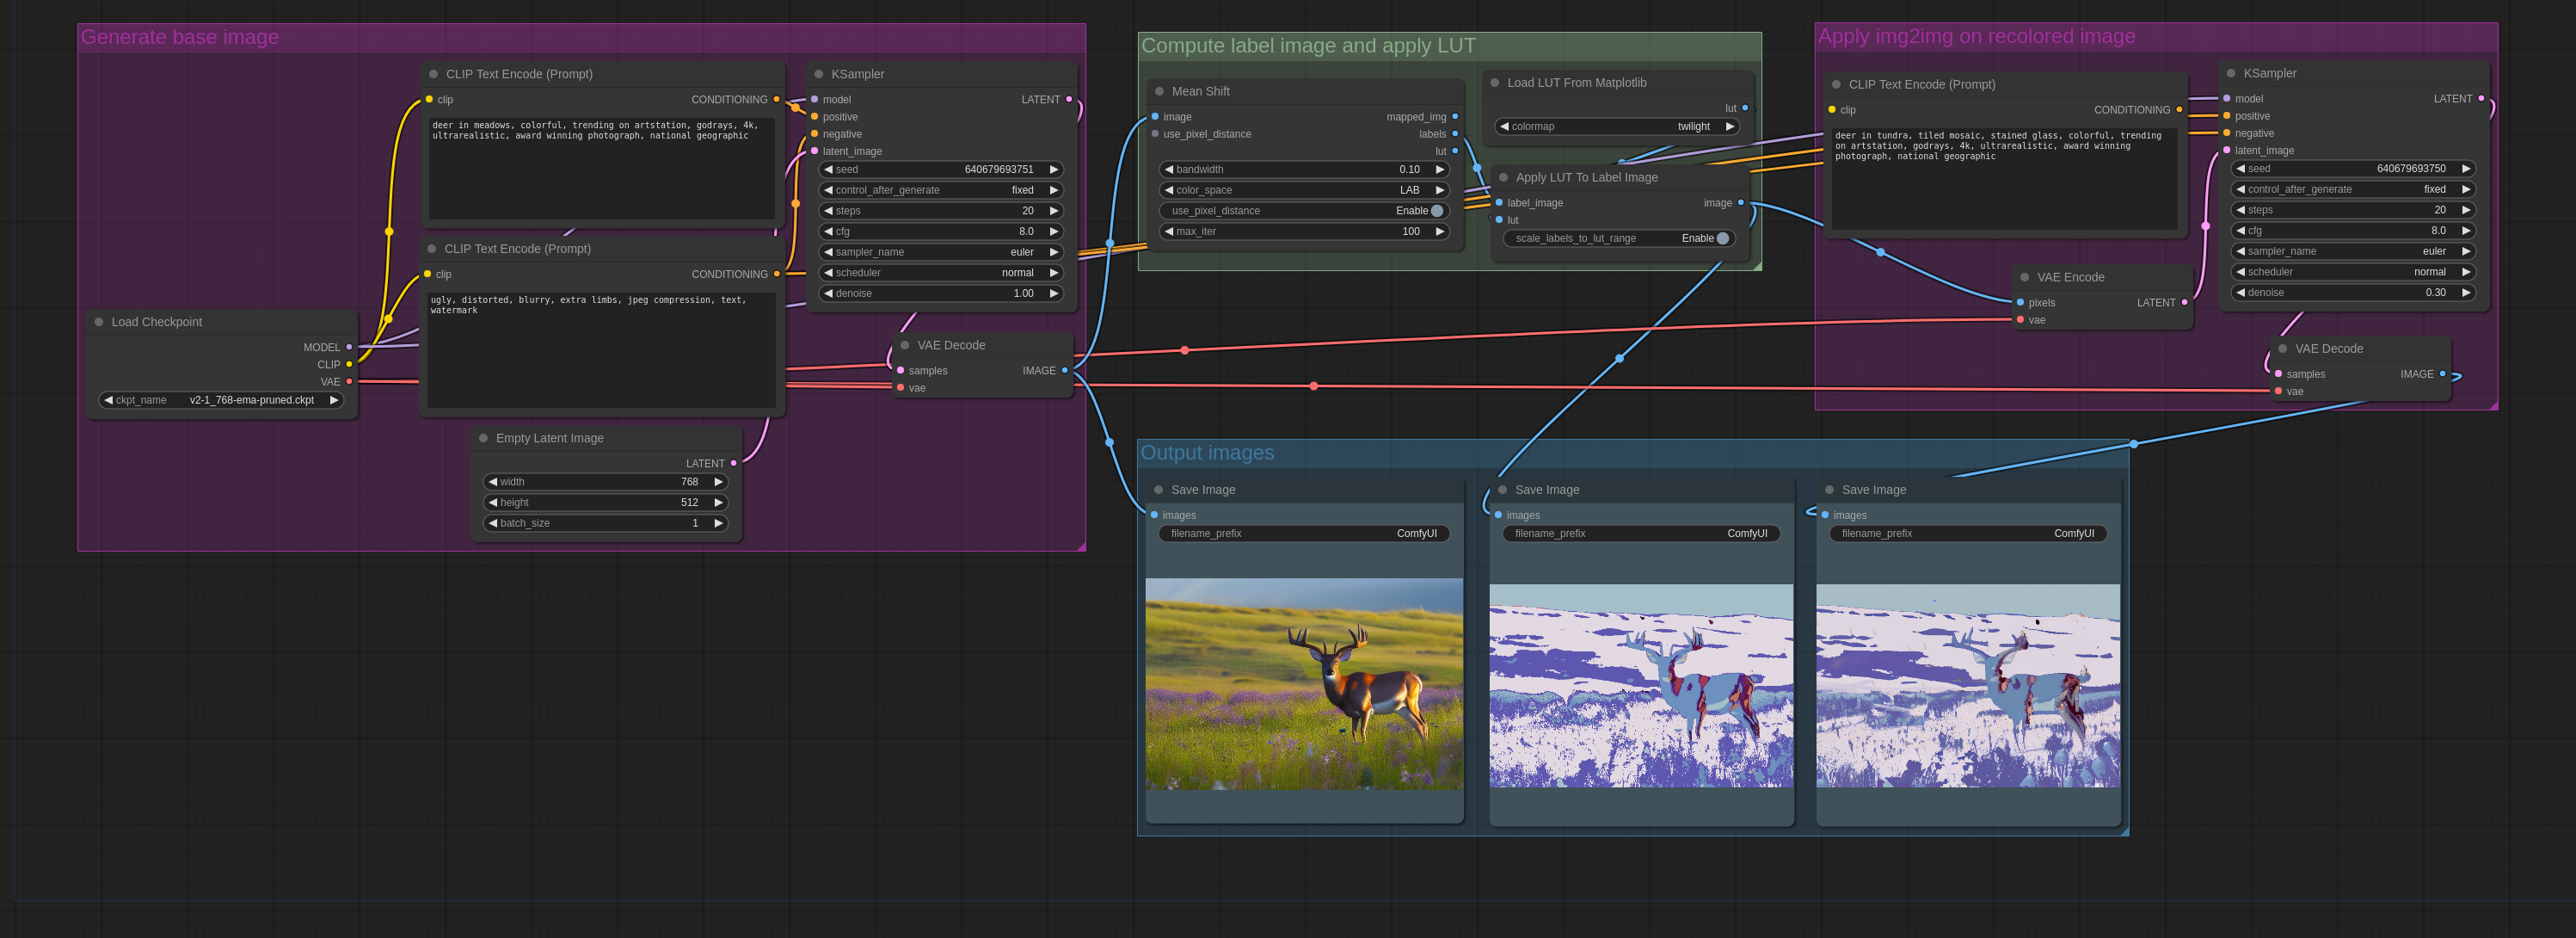 Generate base image
CLIP Text Encode (Prompt)
clip
CONDITIONING
deer in meadows, colorful, trending on artstation, godrays, 4k,
ultrarealistic, award winning photograph, national geographic
CLIP Text Encode (Prompt)
clip
CONDITIONING
ugly, distorted, blurry, extra limbs, jpeg compression, text,
watermark
Load Checkpoint
MODEL
CLIP
VAE
ckpt_name v2-1_768-ema-pruned.ckpt
Empty Latent Image
LATENT
width 768
height 512
batch_size 1
KSampler
model
LATENT
positive
negative
latent_image
seed 640679693751
control_after_generate fixed
steps 20
cfg 8.0
sampler_name euler
scheduler normal
denoise 1.00
VAE Decode
samples
IMAGE
vae
Compute label image and apply LUT
Mean Shift
image
mapped_img
use_pixel_distance
labels
lut
bandwidth 0.10
color_space LAB
use_pixel_distance Enable
max_iter 100
Load LUT From Matplotlib
lut
colormap twilight
Apply LUT To Label Image
label_image
image
lut
scale_labels_to_lut_range Enable
Apply img2img on recolored image
CLIP Text Encode (Prompt)
clip
CONDITIONING
deer in tundra, tiled mosaic, stained glass, colorful, trending
on artstation, godrays, 4k, ultrarealistic, award winning
photograph, national geographic
VAE Encode
pixels
LATENT
vae
KSampler
model
LATENT
positive
negative
latent_image
seed 640679693750
control_after_generate fixed
steps 20
cfg 8.0
sampler_name euler
scheduler normal
denoise 0.30
VAE Decode
samples
IMAGE
vae
Output images
Save Image
images
filename_prefix ComfyUI
Save Image
images
filename_prefix ComfyUI
Save Image
images
filename_prefix ComfyUI